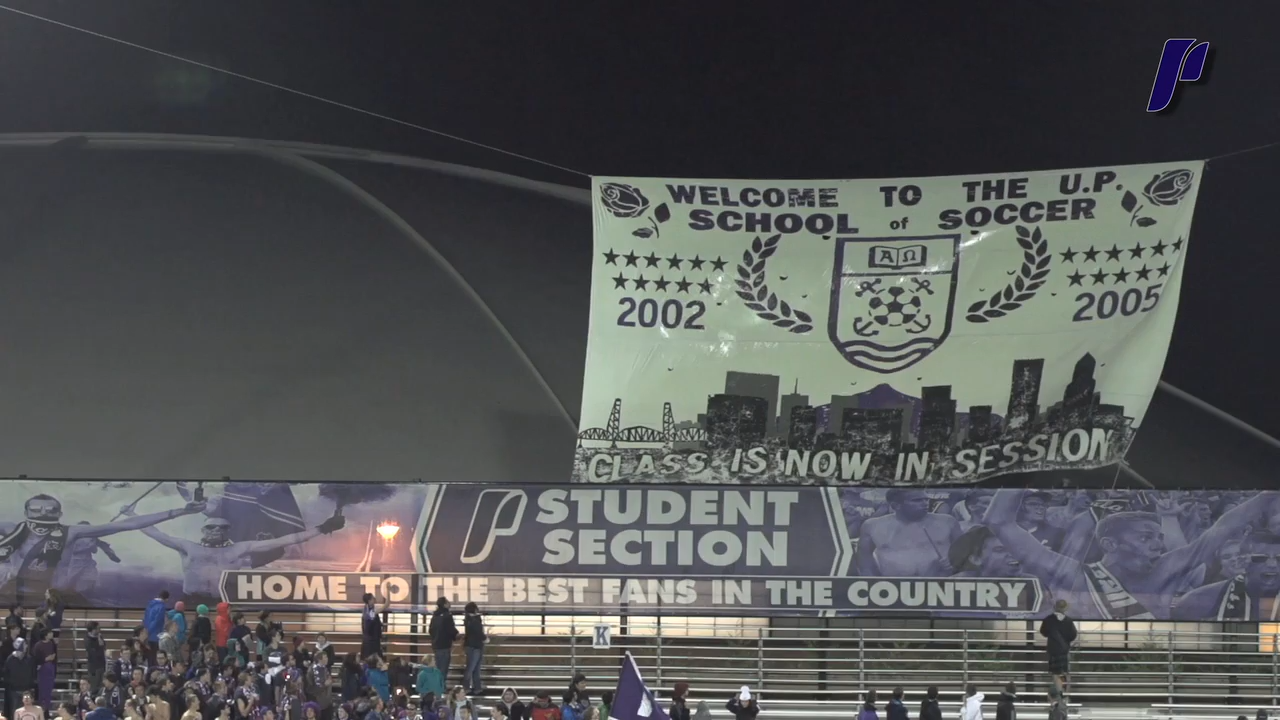 WELCOME TO THE U.P.
SCHOOL of SOCCER
ΑΩ
2002
2005
CLASS IS NOW IN SESSION
STUDENT
SECTION
HOME TO THE BEST FANS IN THE COUNTRY
K